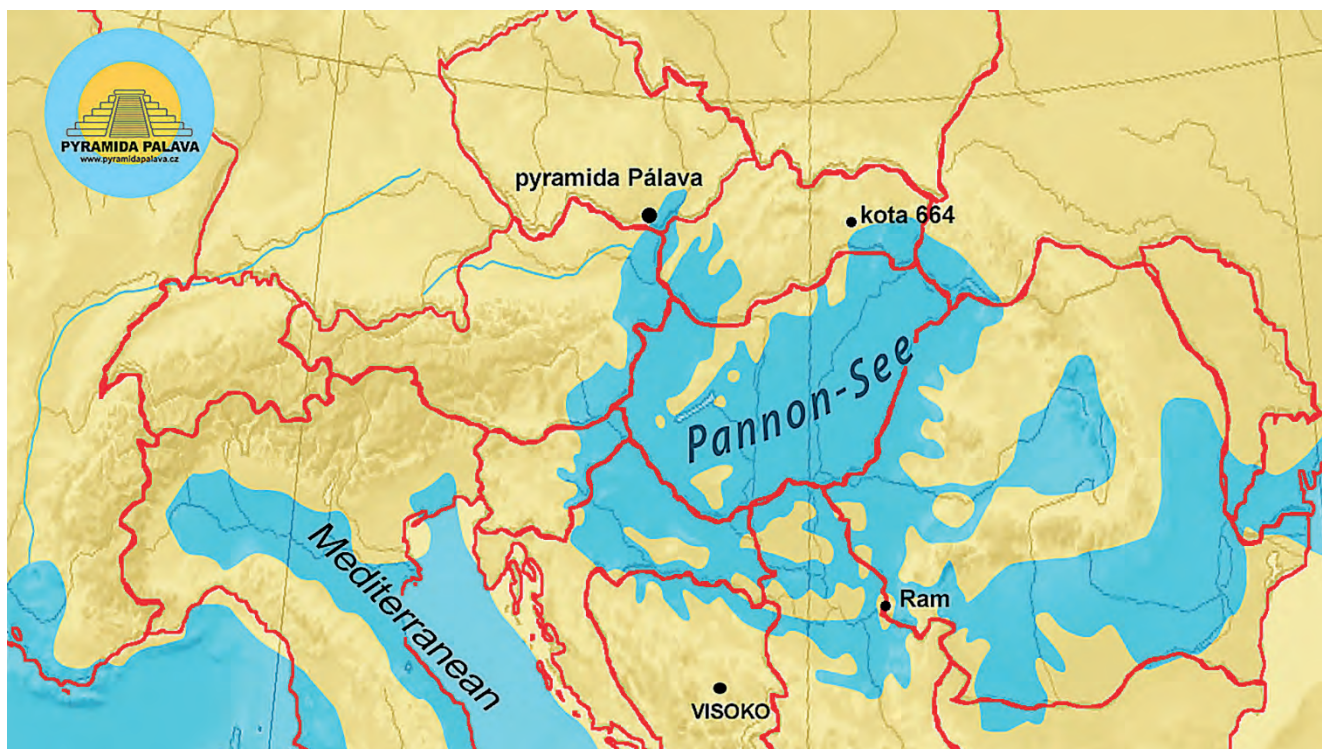 PYRAMIDA PALAVA
www.pyramidapalava.cz
pyramida Pálava
kota 664
Pannon-See
Mediterranean
Ram
VISOKO